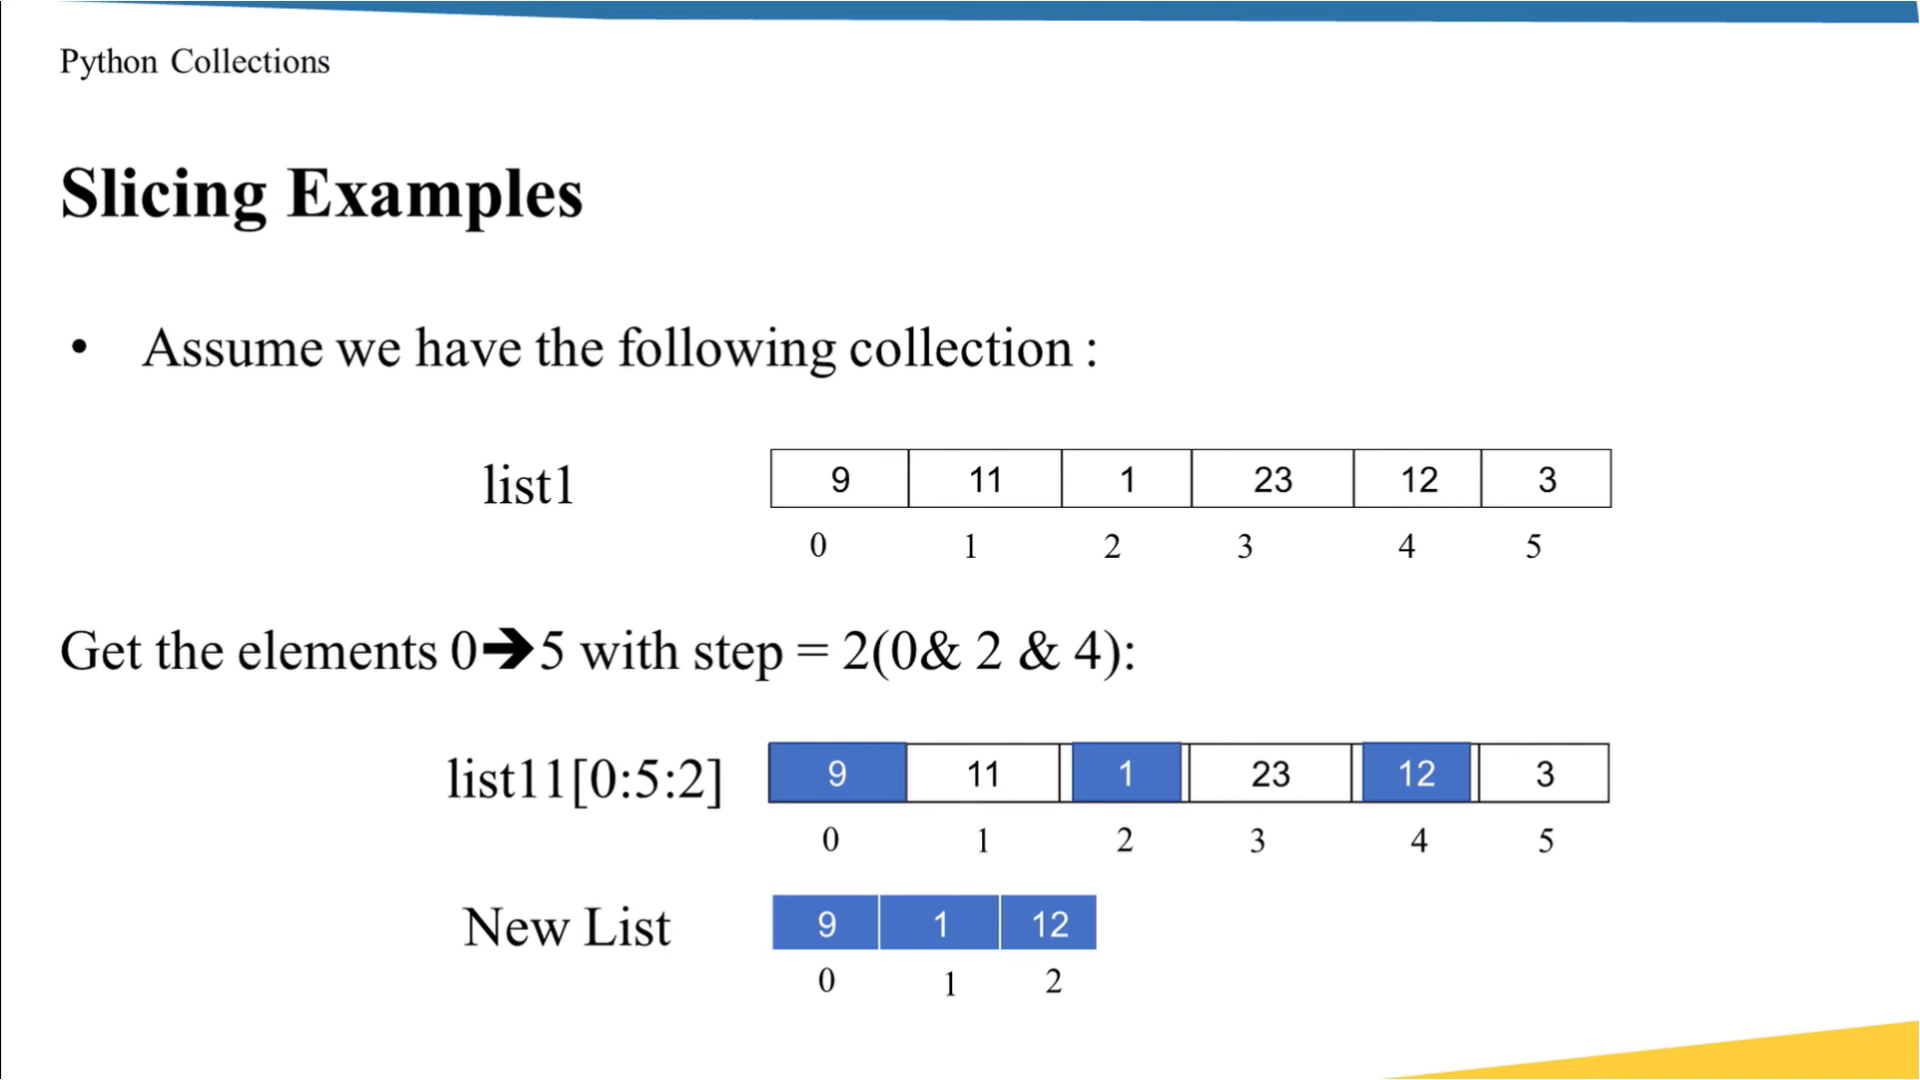 Python Collections
Slicing Examples
• Assume we have the following collection :
list1 9 11 1 23 12 3
0 1 2 3 4 5
Get the elements 0🡺5 with step = 2(0& 2 & 4):
list11[0:5:2] 9 11 1 23 12 3
0 1 2 3 4 5
New List 9 1 12
0 1 2